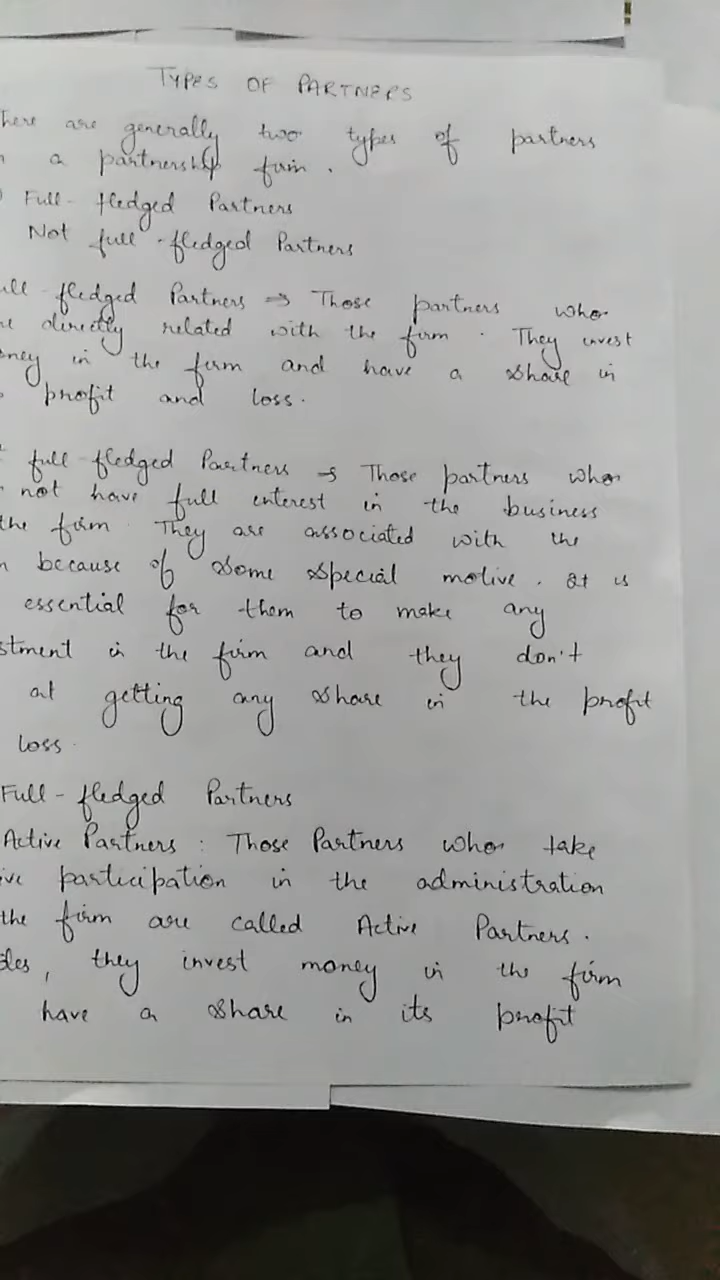 TYPES OF PARTNERS
here are generally two types of partners
a partnership firm.
Full-fledged Partners
Not full-fledged Partners
ll-fledged Partners → Those partners who
directly related with the firm. They invest
ney in the firm and have a share in
profit and loss.
full-fledged Partners → Those partners who
not have full interest in the business
the firm. They are associated with the
because of some special motive. It is
essential for them to make any
stment in the firm and they don't
at getting any share in the profit
loss.
Full-fledged Partners
Active Partners : Those Partners who take
ive participation in the administration
the firm are called Active Partners.
des, they invest money in the firm
have a share in its profit